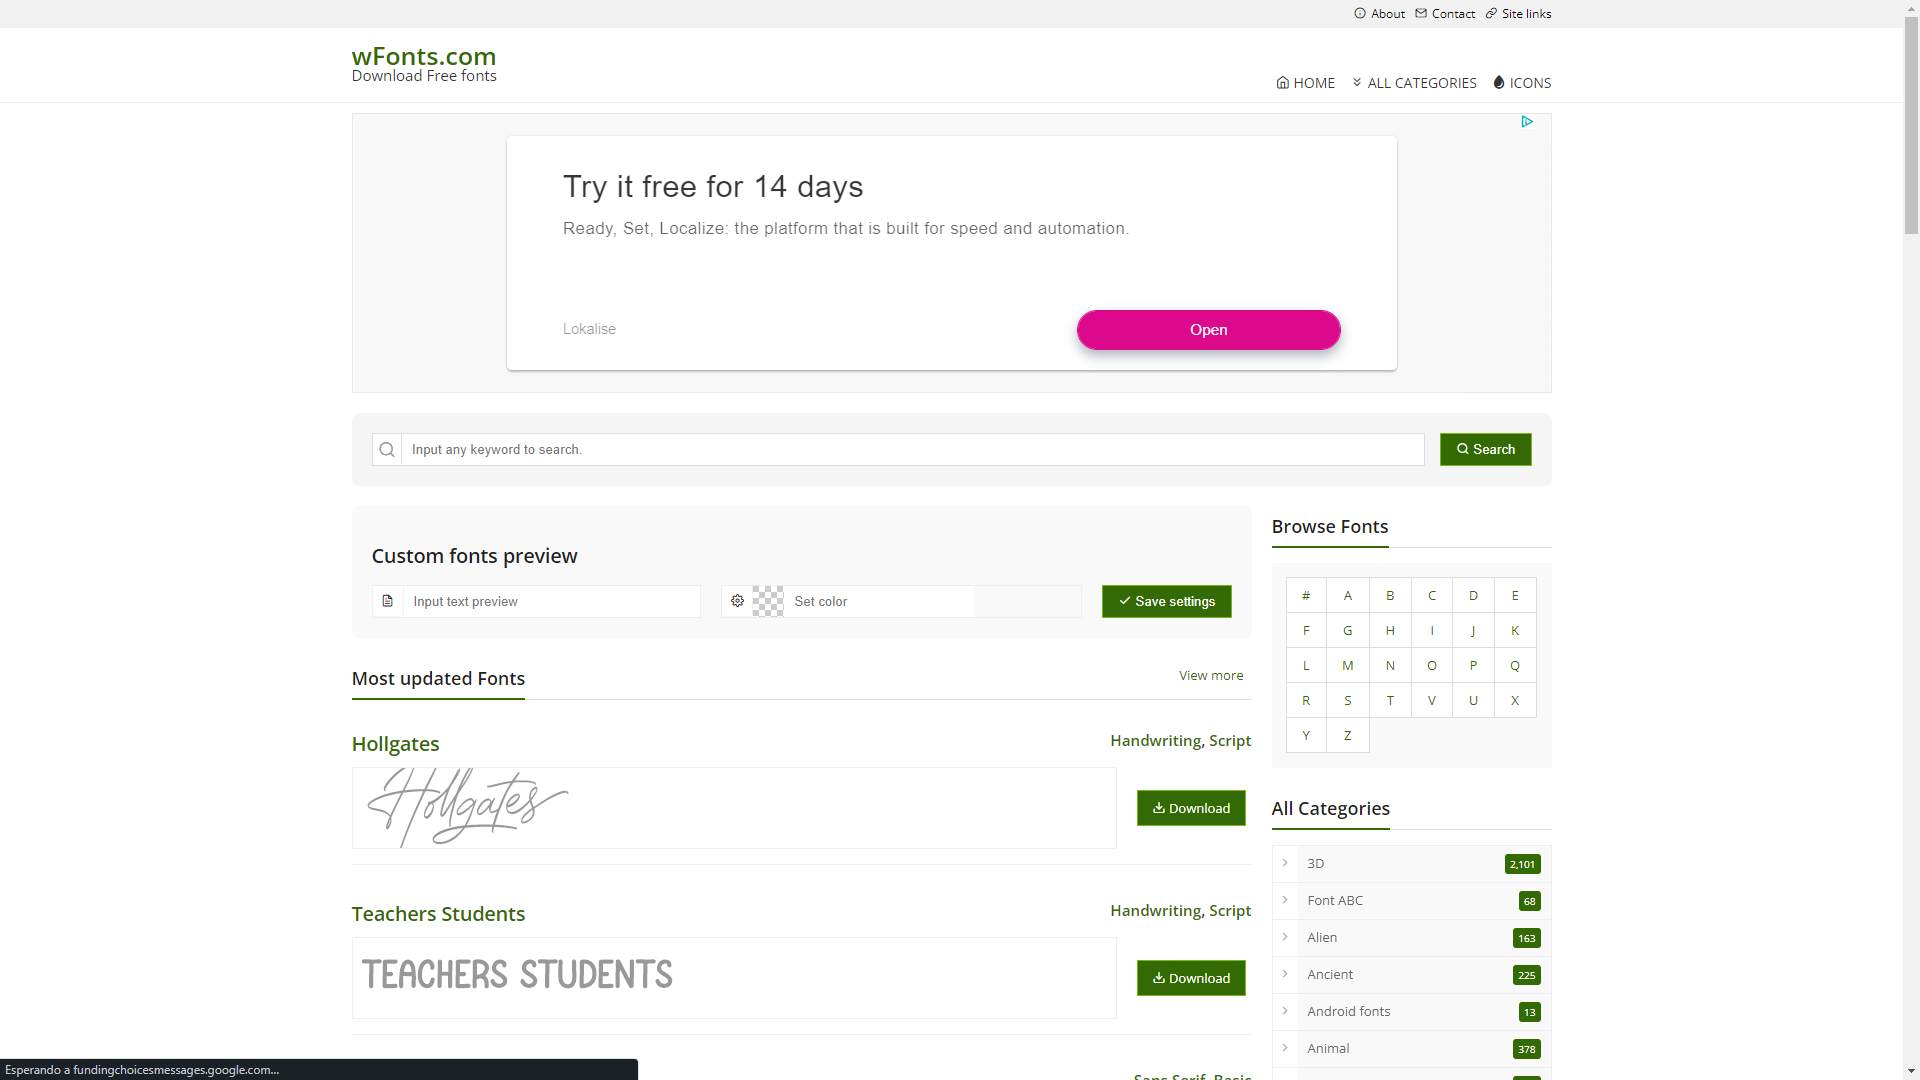 About Contact Site links
wFonts.com
Download Free fonts
HOME ALL CATEGORIES ICONS
Try it free for 14 days
Ready, Set, Localize: the platform that is built for speed and automation.
Lokalise
Open
Input any keyword to search.
Search
Custom fonts preview
Input text preview
Set color
Save settings
Most updated Fonts
View more
Hollgates
Handwriting, Script
Hollgates
Download
Teachers Students
Handwriting, Script
TEACHERS STUDENTS
Download
Sans Serif, Basic
Browse Fonts
# A B C D E
F G H I J K
L M N O P Q
R S T V U X
Y Z
All Categories
3D 2,101
Font ABC 68
Alien 163
Ancient 225
Android fonts 13
Animal 378
Esperando a fundingchoicesmessages.google.com...